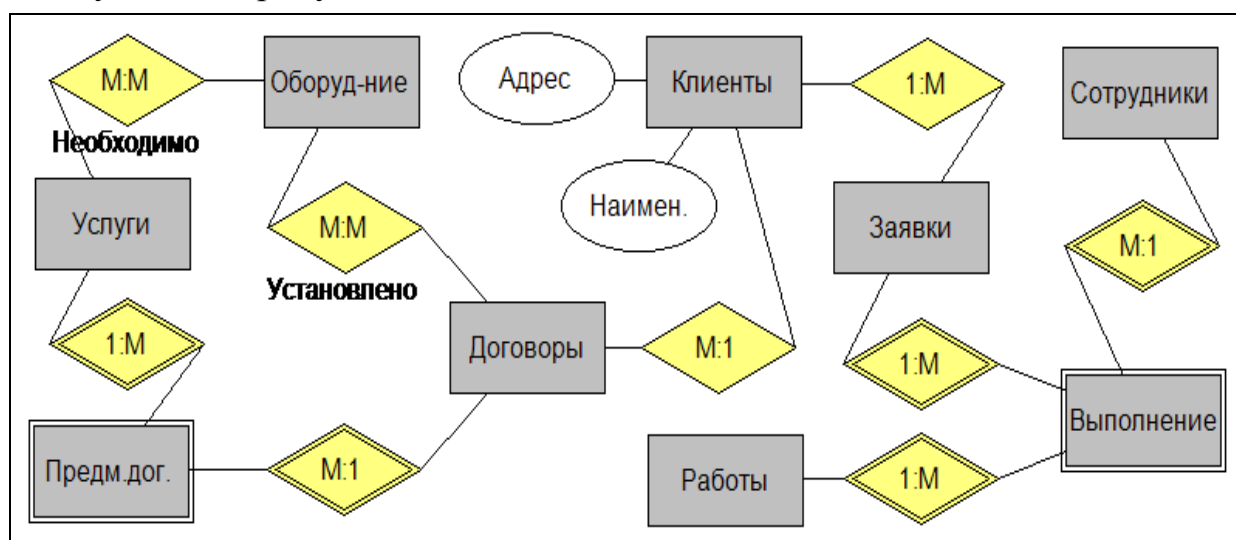 М:М
Оборуд-ние
Адрес
Клиенты
1:М
Сотрудники
Необходимо
Услуги
М:М
Наимен.
Заявки
М:1
Установлено
1:М
Договоры
М:1
1:М
Выполнение
Предм.дог.
М:1
Работы
1:М